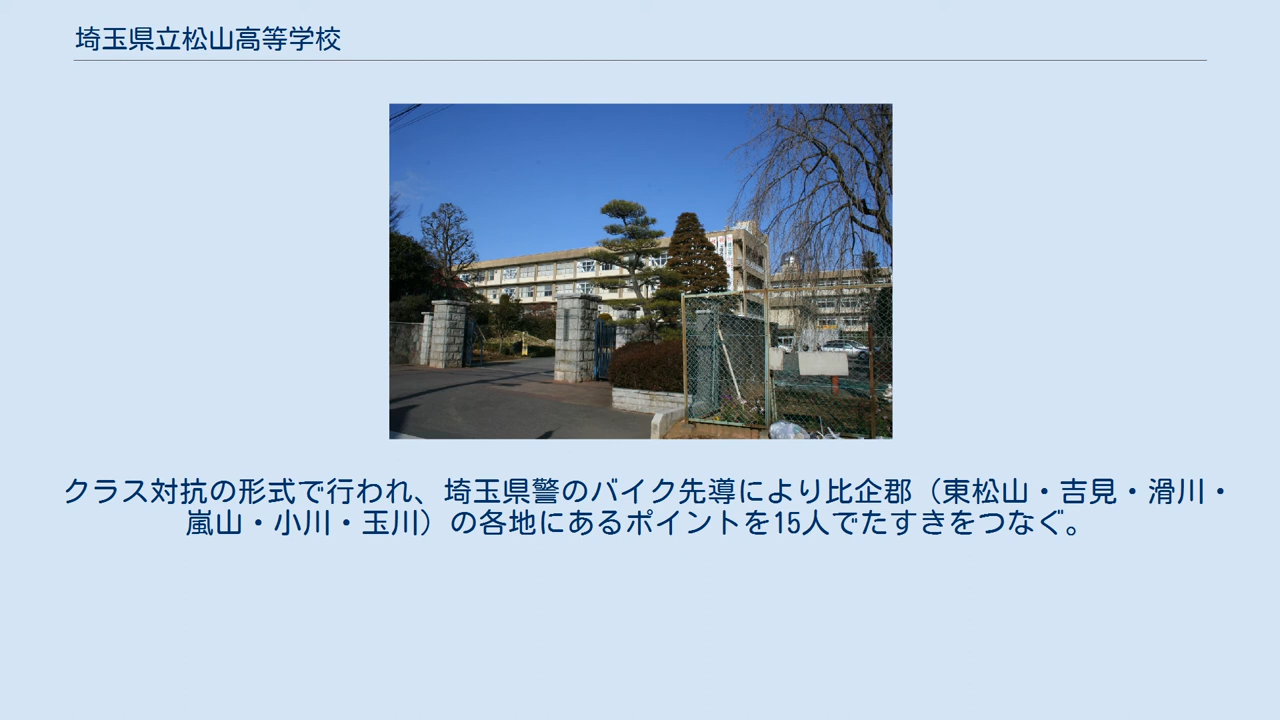 埼玉県立松山高等学校
クラス対抗の形式で行われ、埼玉県警のバイク先導により比企郡（東松山・吉見・滑川・
嵐山・小川・玉川）の各地にあるポイントを15人でたすきをつなぐ。